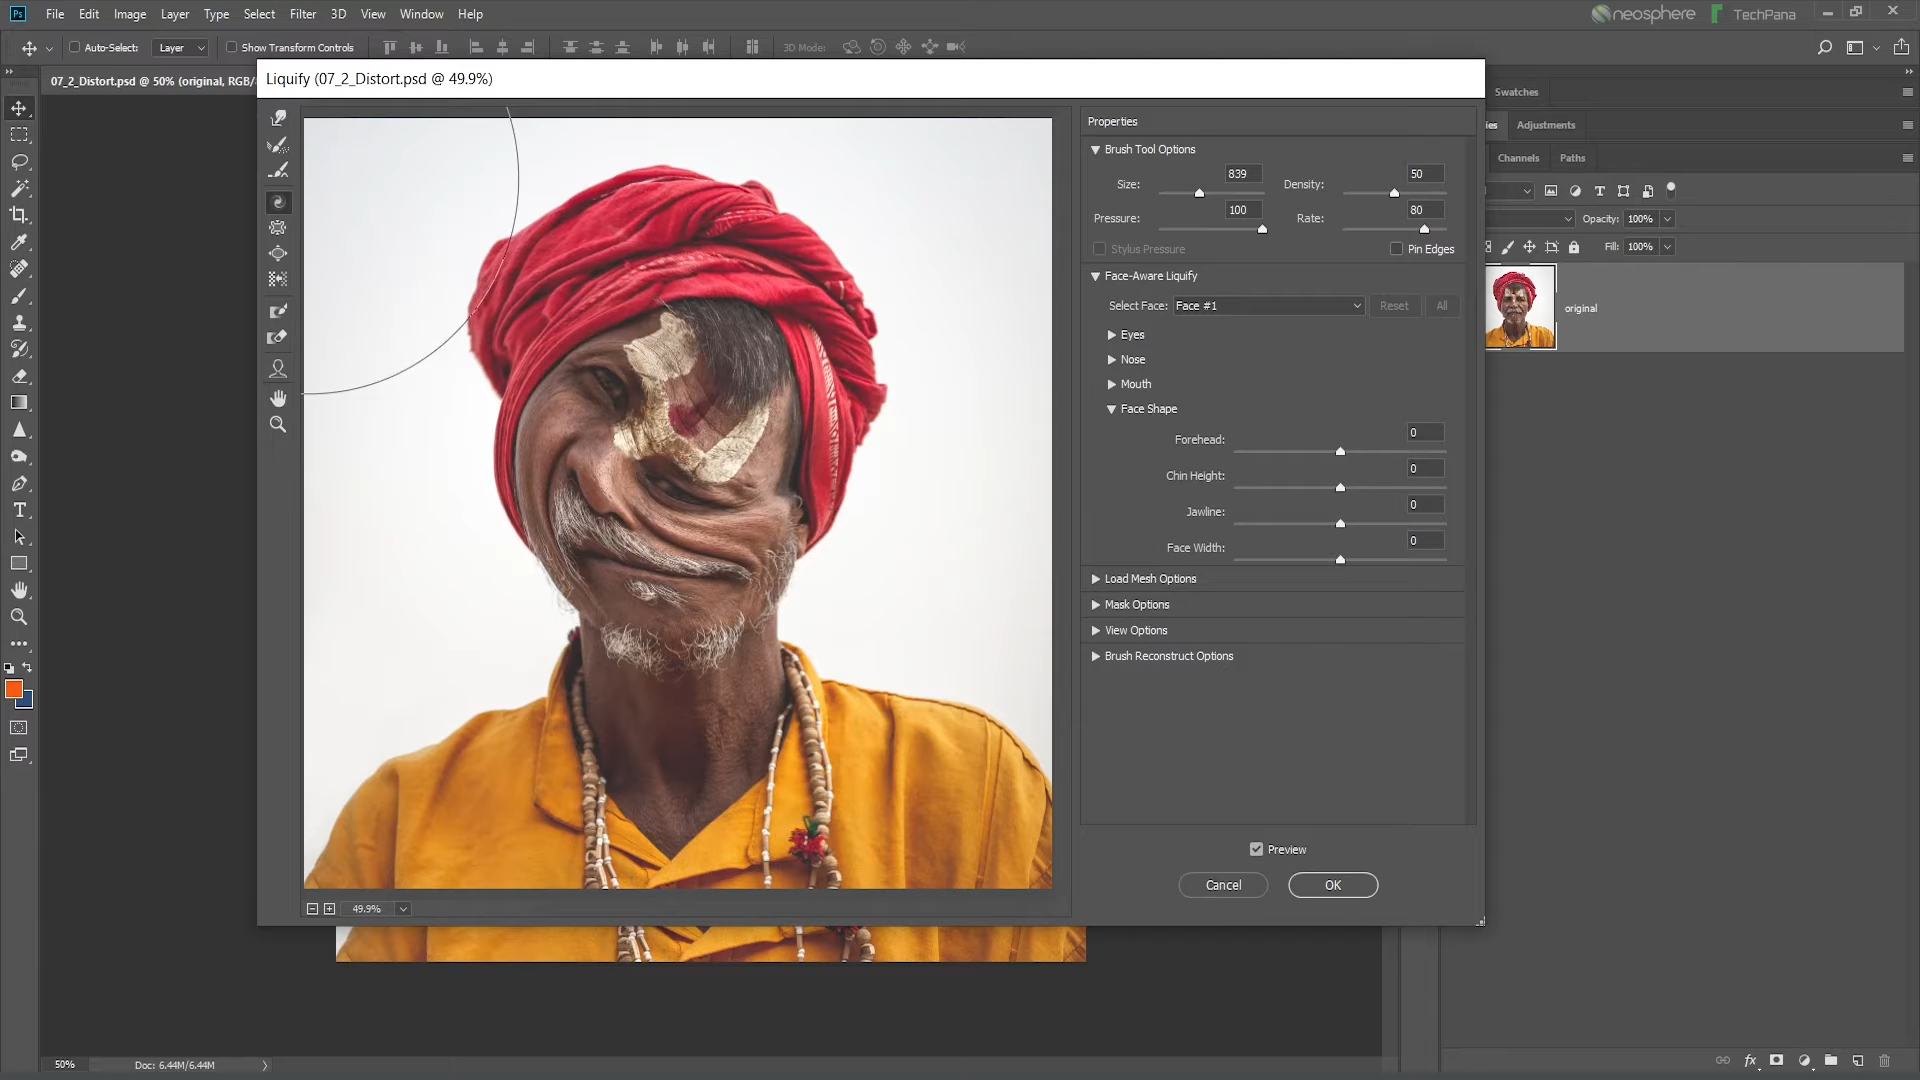 Ps File Edit Image Layer Type Select Filter 3D View Window Help neosphere TechPana
Auto-Select: Layer Show Transform Controls 3D Mode:
07_2_Distort.psd @ 50% (original, RGB/
Liquify (07_2_Distort.psd @ 49.9%)
Swatches
Properties
ies Adjustments
Brush Tool Options
Channels Paths
Size: 839 Density: 50
Pressure: 100 Rate: 80
Opacity: 100%
Stylus Pressure Pin Edges
Fill: 100%
Face-Aware Liquify
Select Face: Face #1 Reset All
original
Eyes
Nose
Mouth
Face Shape
Forehead: 0
Chin Height: 0
Jawline: 0
Face Width: 0
Load Mesh Options
Mask Options
View Options
Brush Reconstruct Options
Preview
Cancel OK
49.9%
50% Doc: 6.44M/6.44M
fx